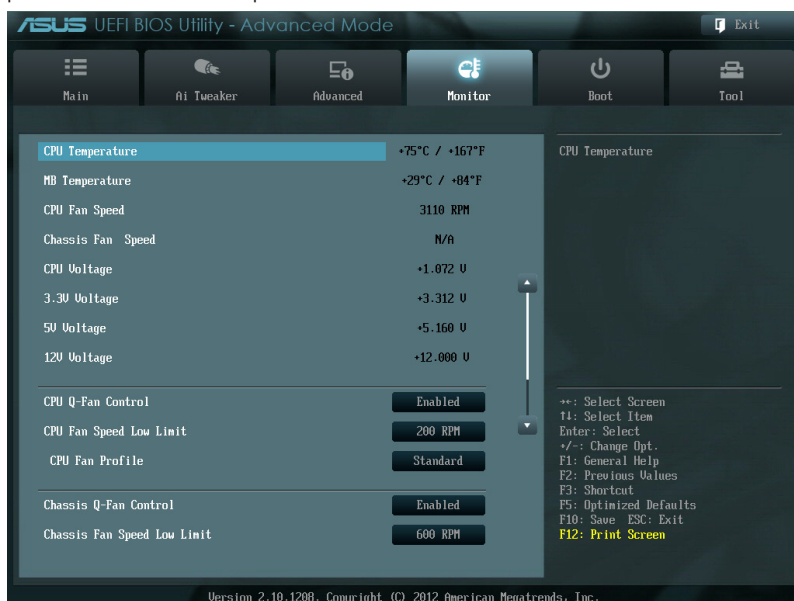 ASUS UEFI BIOS Utility - Advanced Mode
Exit
Main Ai Tweaker Advanced Monitor Boot Tool
CPU Temperature +75°C / +167°F
MB Temperature +29°C / +84°F
CPU Fan Speed 3110 RPM
Chassis Fan Speed N/A
CPU Voltage +1.072 V
3.3V Voltage +3.312 V
5V Voltage +5.160 V
12V Voltage +12.000 V
CPU Q-Fan Control Enabled
CPU Fan Speed Low Limit 200 RPM
CPU Fan Profile Standard
Chassis Q-Fan Control Enabled
Chassis Fan Speed Low Limit 600 RPM
CPU Temperature
→←: Select Screen
↑↓: Select Item
Enter: Select
+/-: Change Opt.
F1: General Help
F2: Previous Values
F3: Shortcut
F5: Optimized Defaults
F10: Save ESC: Exit
F12: Print Screen
Version 2.10.1208. Copyright (C) 2012 American Megatrends, Inc.